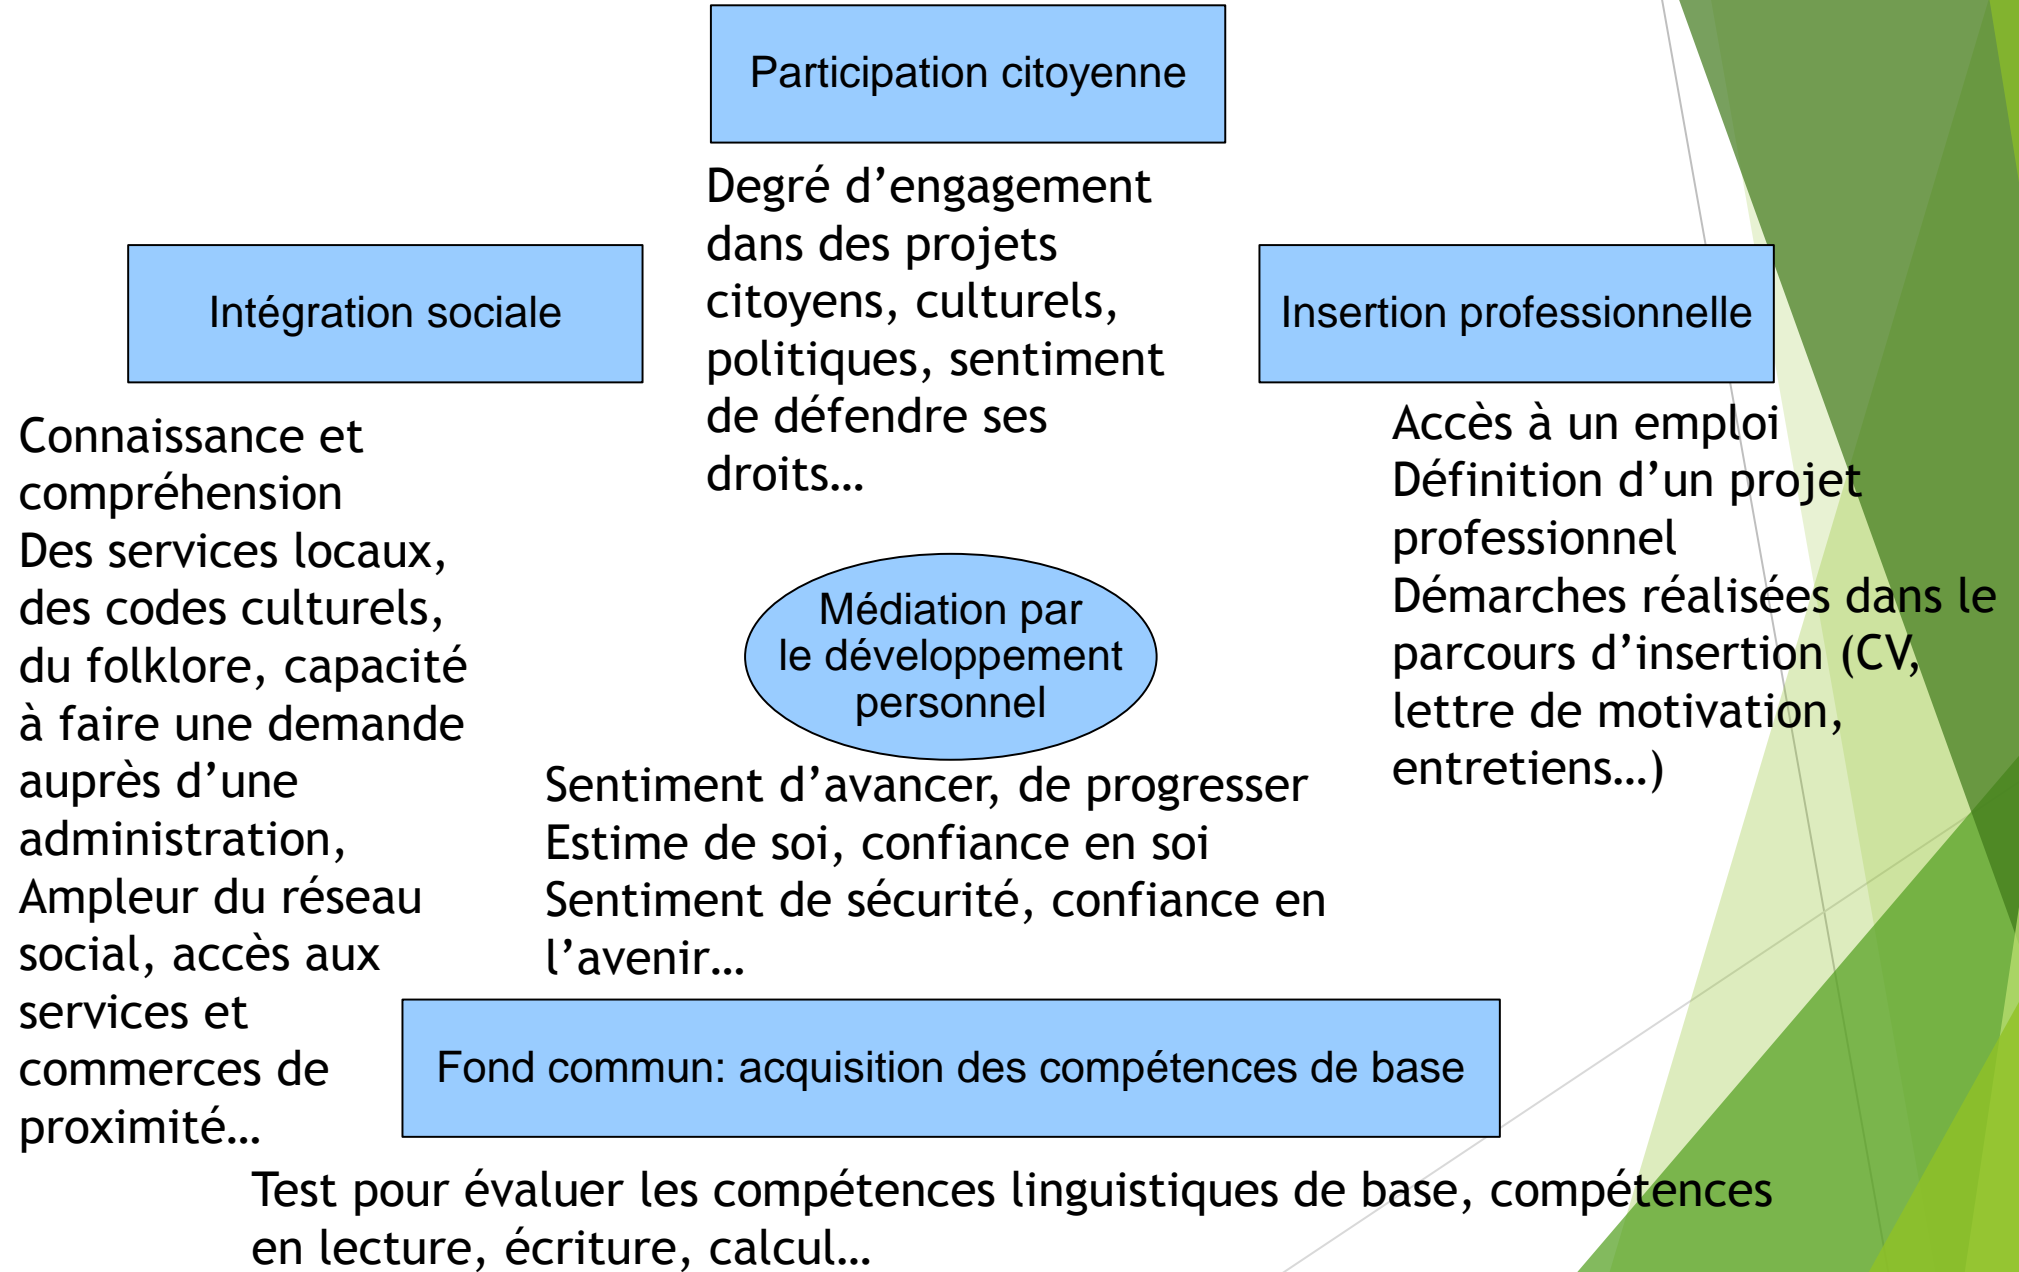 Participation citoyenne
Degré d’engagement
dans des projets
citoyens, culturels,
politiques, sentiment
de défendre ses
droits…
Intégration sociale
Connaissance et
compréhension
Des services locaux,
des codes culturels,
du folklore, capacité
à faire une demande
auprès d’une
administration,
Ampleur du réseau
social, accès aux
services et
commerces de
proximité…
Insertion professionnelle
Accès à un emploi
Définition d’un projet
professionnel
Démarches réalisées dans le
parcours d’insertion (CV,
lettre de motivation,
entretiens…)
Médiation par
le développement
personnel
Sentiment d’avancer, de progresser
Estime de soi, confiance en soi
Sentiment de sécurité, confiance en
l’avenir…
Fond commun: acquisition des compétences de base
Test pour évaluer les compétences linguistiques de base, compétences
en lecture, écriture, calcul…